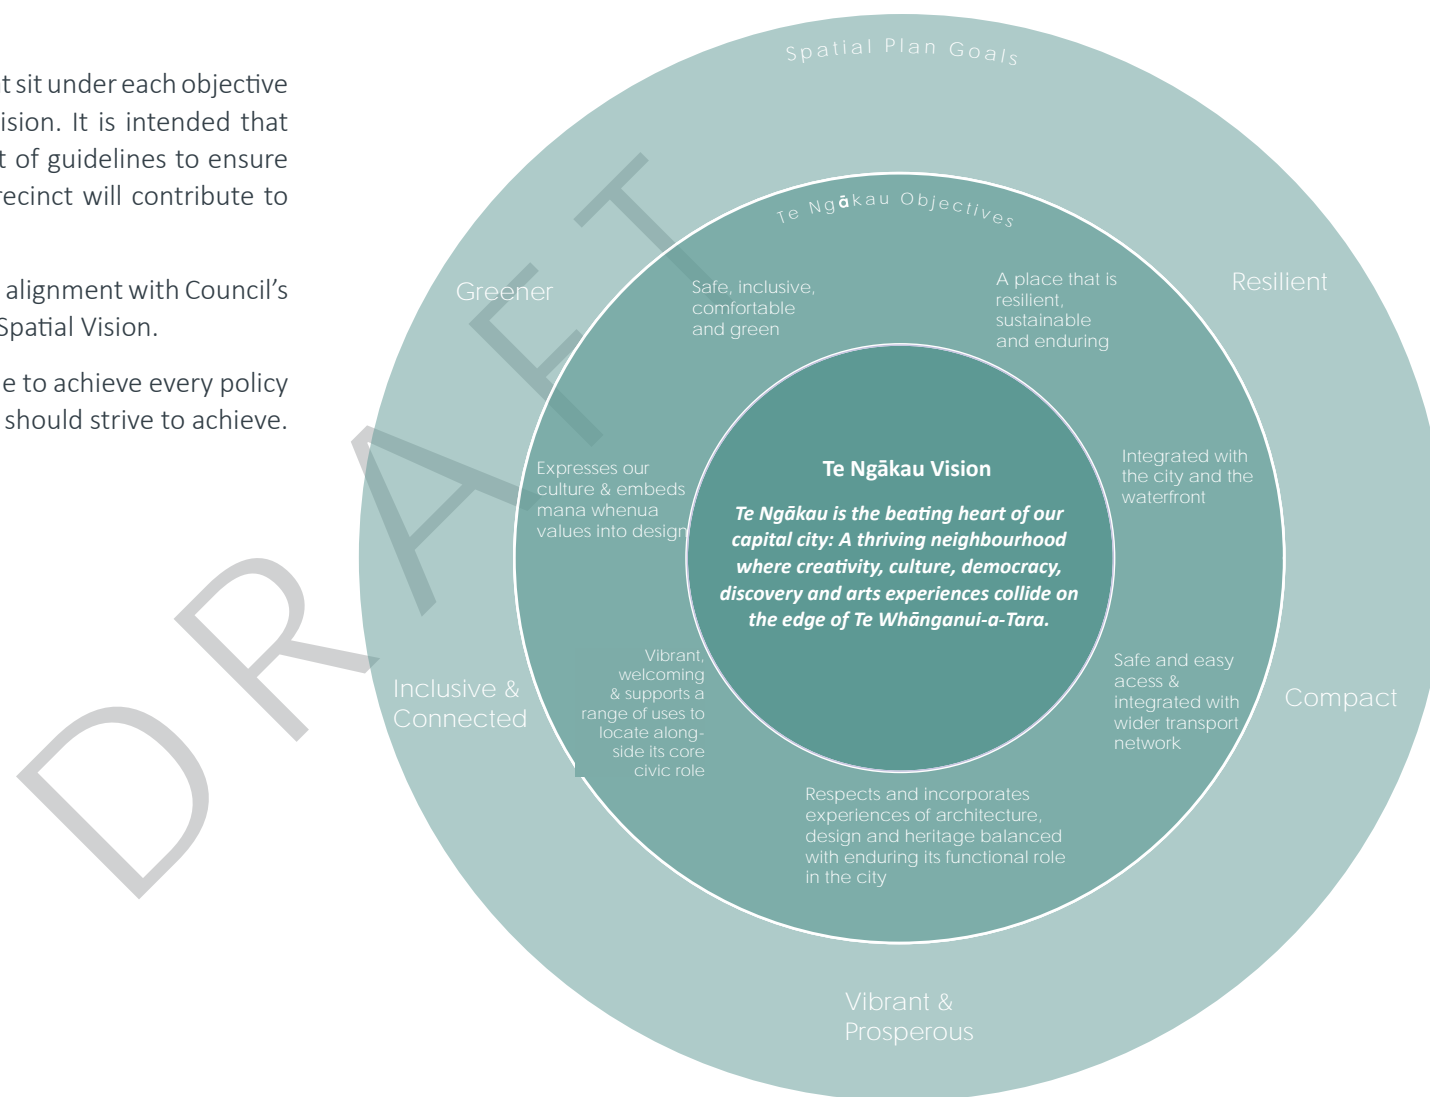 t sit under each objective
ision. It is intended that
t of guidelines to ensure
recinct will contribute to
alignment with Council’s
Spatial Vision.
e to achieve every policy
should strive to achieve.
DRAFT
Spatial Plan Goals
Te Ngākau Objectives
Greener
Resilient
Safe, inclusive,
comfortable
and green
A place that is
resilient,
sustainable
and enduring
Expresses our
culture & embeds
mana whenua
values into design
Integrated with
the city and the
waterfront
Te Ngākau Vision
Te Ngākau is the beating heart of our
capital city: A thriving neighbourhood
where creativity, culture, democracy,
discovery and arts experiences collide on
the edge of Te Whānganui-a-Tara.
Inclusive &
Connected
Vibrant,
welcoming
& supports a
range of uses to
locate along-
side its core
civic role
Safe and easy
acess &
integrated with
wider transport
network
Compact
Respects and incorporates
experiences of architecture,
design and heritage balanced
with enduring its functional role
in the city
Vibrant &
Prosperous